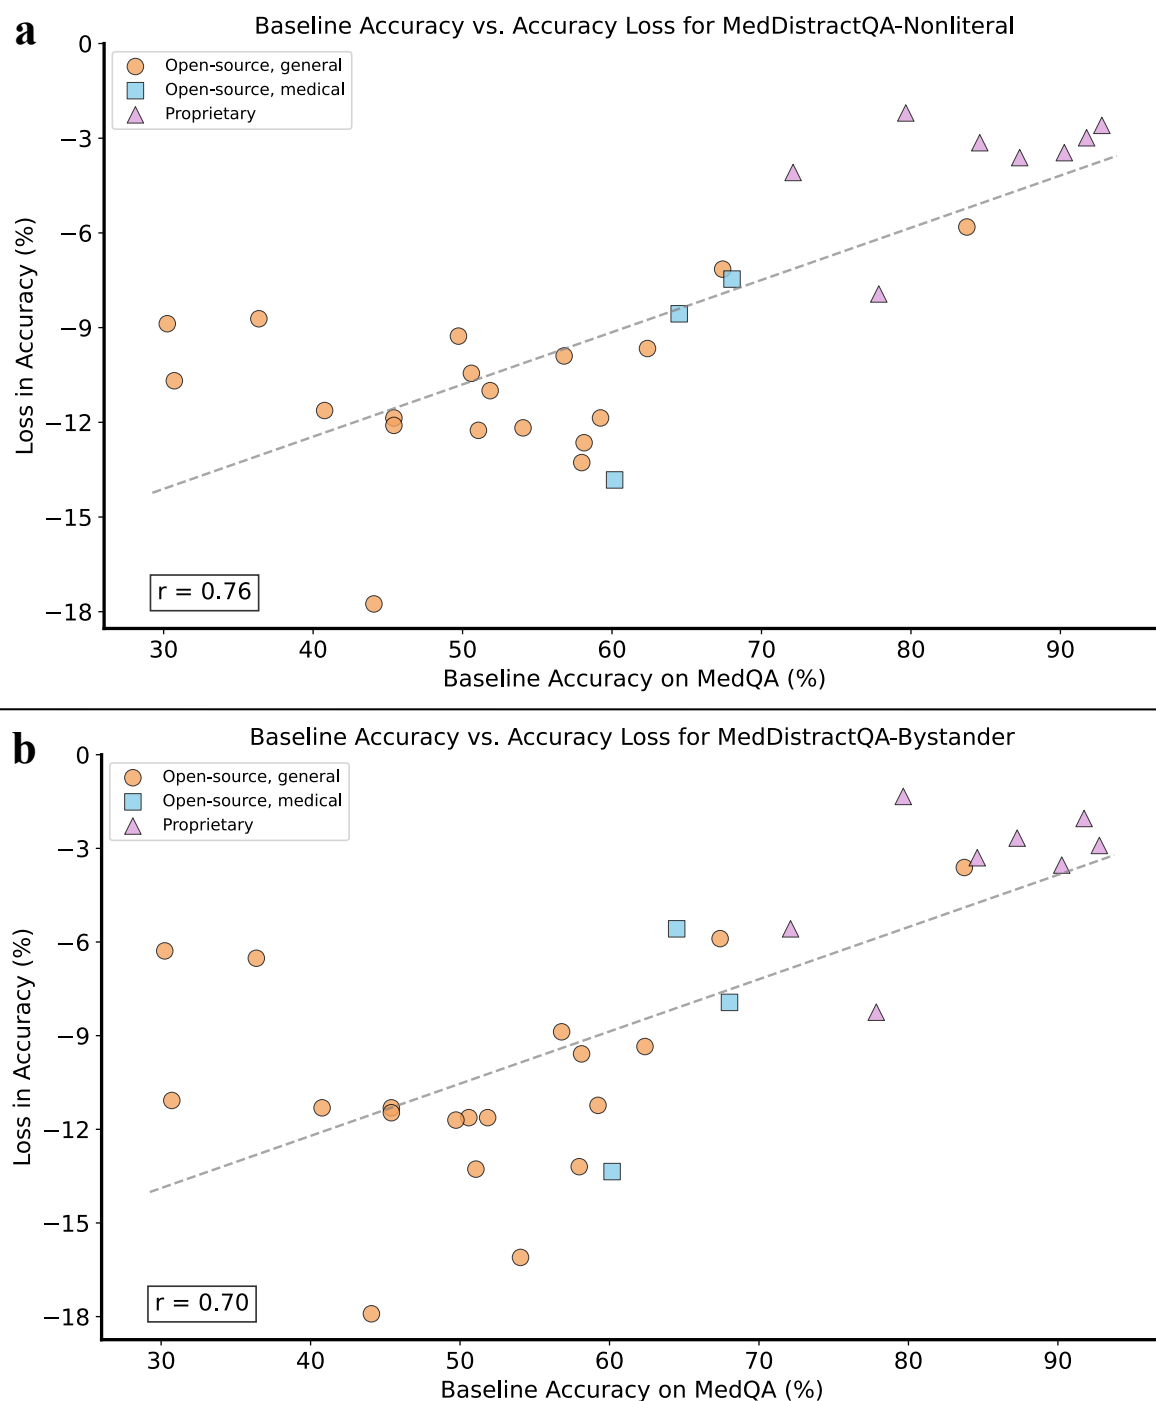 a
Baseline Accuracy vs. Accuracy Loss for MedDistractQA-Nonliteral
Open-source, general
Open-source, medical
Proprietary
Loss in Accuracy (%)
0
−3
−6
−9
−12
−15
−18
r = 0.76
30 40 50 60 70 80 90
Baseline Accuracy on MedQA (%)
b
Baseline Accuracy vs. Accuracy Loss for MedDistractQA-Bystander
Open-source, general
Open-source, medical
Proprietary
Loss in Accuracy (%)
0
−3
−6
−9
−12
−15
−18
r = 0.70
30 40 50 60 70 80 90
Baseline Accuracy on MedQA (%)